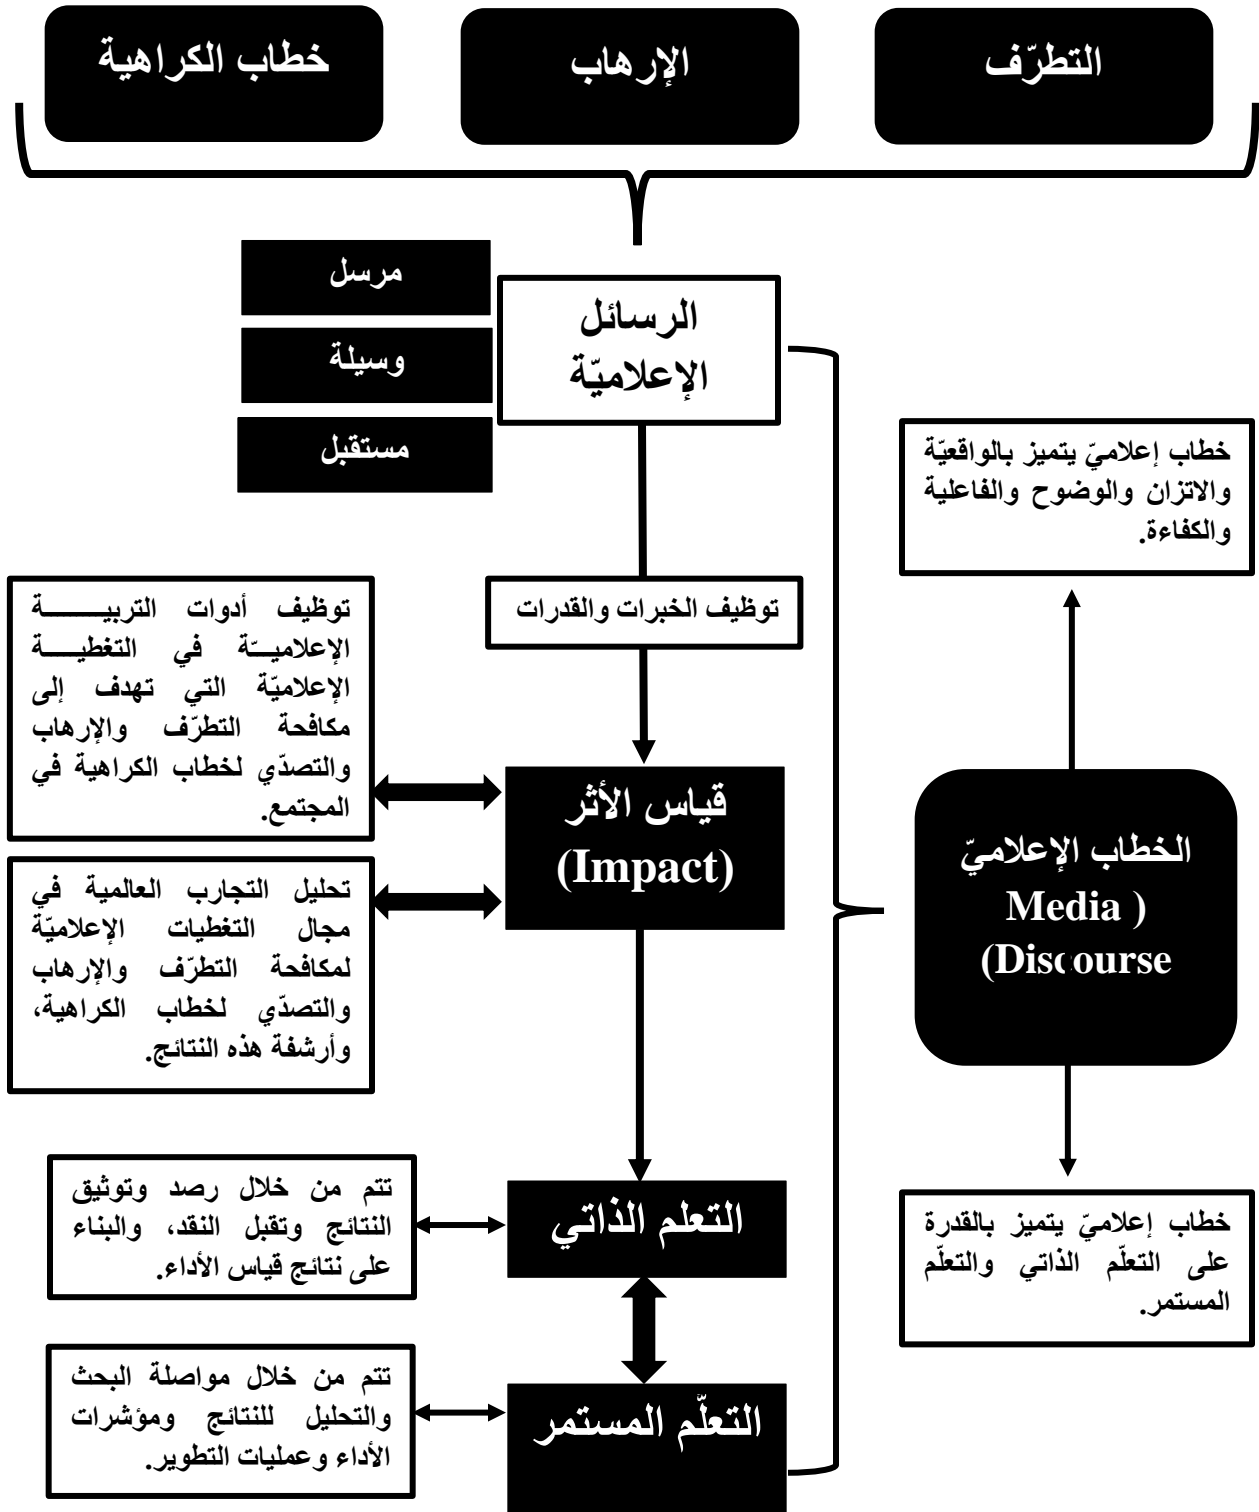 التطرّف
الإرهاب
خطاب الكراهية
مرسل
وسيلة
مستقبل
الرسائل
الإعلاميّة
خطاب إعلاميّ يتميز بالواقعيّة
والاتزان والوضوح والفاعلية
والكفاءة.
توظيف الخبرات والقدرات
توظيف أدوات التربيـــــة
الإعلاميـّة في التغطيـــة
الإعلاميّة التي تهدف إلى
مكافحة التطرّف والإرهاب
والتصدّي لخطاب الكراهية في
المجتمع.
قياس الأثر
(Impact)
الخطاب الإعلاميّ
Media )
(Discourse
تحليل التجارب العالمية في
مجال التغطيات الإعلاميّة
لمكافحة التطرّف والإرهاب
والتصدّي لخطاب الكراهية،
وأرشفة هذه النتائج.
التعلم الذاتي
تتم من خلال رصد وتوثيق
النتائج وتقبل النقد، والبناء
على نتائج قياس الأداء.
خطاب إعلاميّ يتميز بالقدرة
على التعلّم الذاتي والتعلّم
المستمر.
التعلّم المستمر
تتم من خلال مواصلة البحث
والتحليل للنتائج ومؤشرات
الأداء وعمليات التطوير.